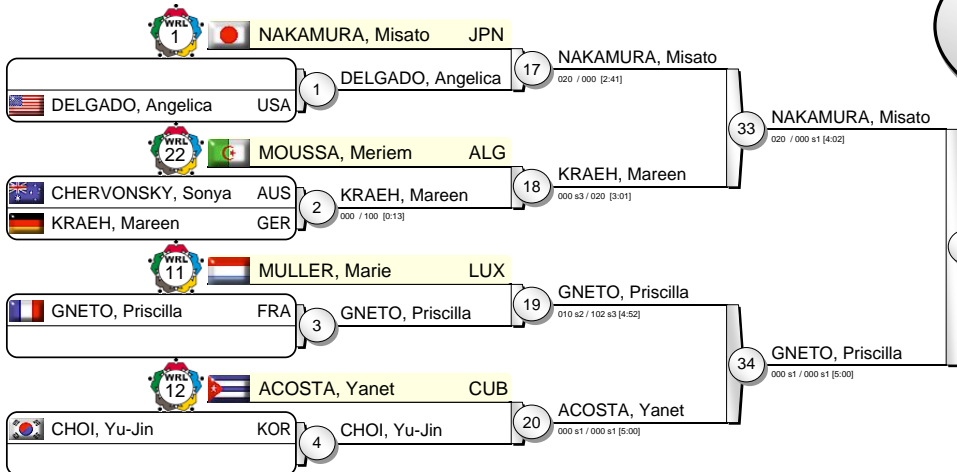 WRL
1
NAKAMURA, Misato JPN
DELGADO, Angelica USA
1
DELGADO, Angelica
17
NAKAMURA, Misato
020 / 000 [2:41]
WRL
22
MOUSSA, Meriem ALG
CHERVONSKY, Sonya AUS
KRAEH, Mareen GER
2
KRAEH, Mareen
000 / 100 [0:13]
18
KRAEH, Mareen
000 s3 / 020 [3:01]
33
NAKAMURA, Misato
020 / 000 s1 [4:02]
WRL
11
MULLER, Marie LUX
GNETO, Priscilla FRA
3
GNETO, Priscilla
19
GNETO, Priscilla
010 s2 / 102 s3 [4:52]
WRL
12
ACOSTA, Yanet CUB
CHOI, Yu-Jin KOR
4
CHOI, Yu-Jin
20
ACOSTA, Yanet
000 s1 / 000 s1 [5:00]
34
GNETO, Priscilla
000 s1 / 000 s1 [5:00]